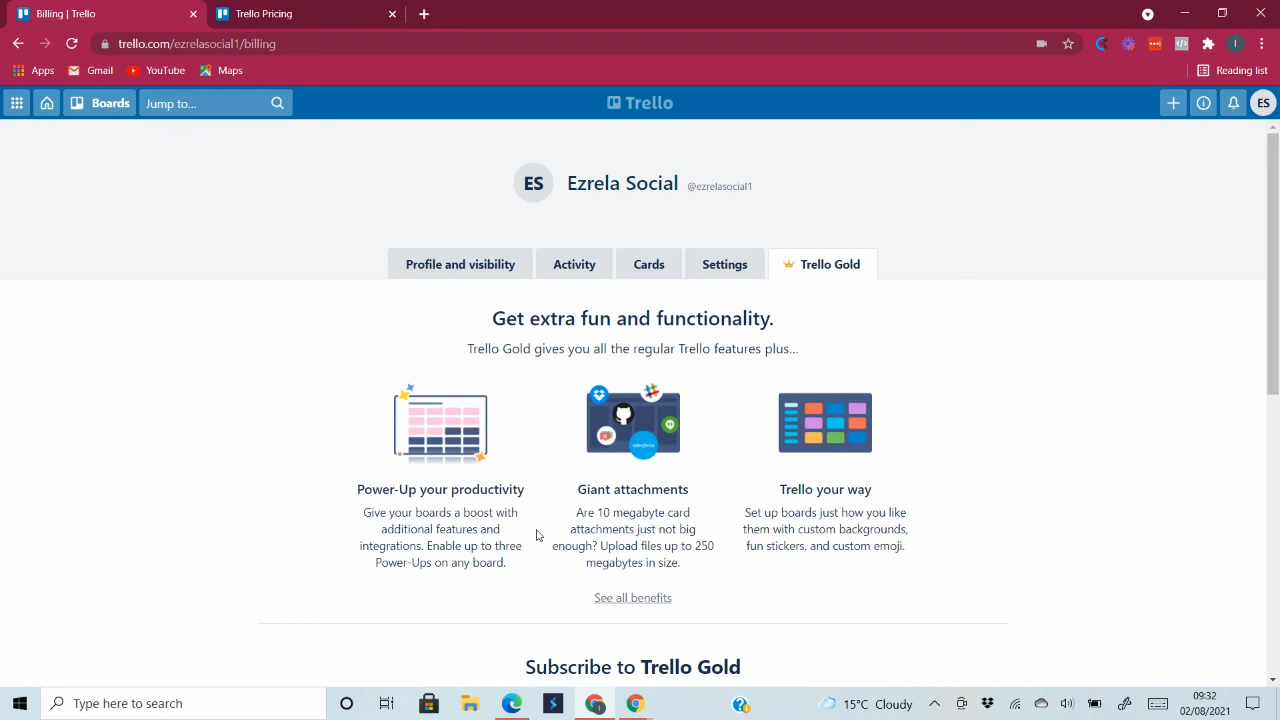 Billing | Trello
Trello Pricing
trello.com/ezrelasocial1/billing
Apps
Gmail
YouTube
Maps
Reading list
Boards
Jump to...
Trello
ES
ES
Ezrela Social
@ezrelasocial1
Profile and visibility
Activity
Cards
Settings
Trello Gold
Get extra fun and functionality.
Trello Gold gives you all the regular Trello features plus...
salesforce
Power-Up your productivity
Give your boards a boost with
additional features and
integrations. Enable up to three
Power-Ups on any board.
Giant attachments
Are 10 megabyte card
attachments just not big
enough? Upload files up to 250
megabytes in size.
Trello your way
Set up boards just how you like
them with custom backgrounds,
fun stickers, and custom emoji.
See all benefits
Subscribe to Trello Gold
Type here to search
15°C Cloudy
09:32
02/08/2021